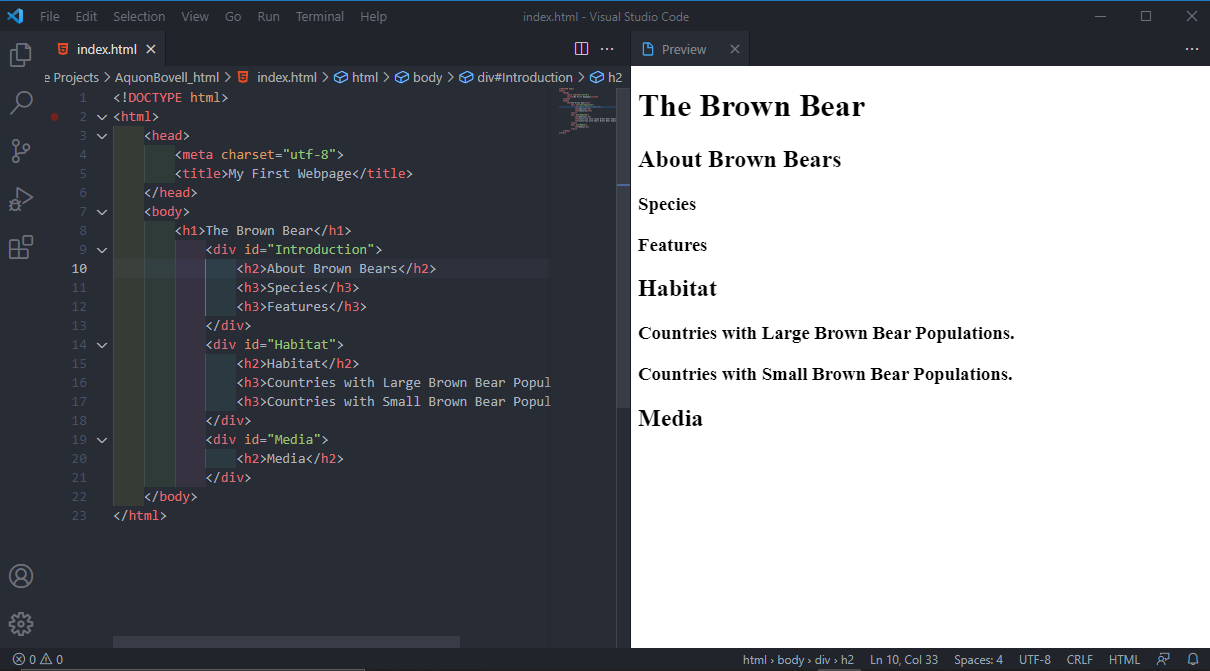 File Edit Selection View Go Run Terminal Help index.html - Visual Studio Code
index.html
Preview
e Projects > AquonBovell_html > index.html > html > body > div#Introduction > h2
1 <!DOCTYPE html>
2 <html>
3 <head>
4 <meta charset="utf-8">
5 <title>My First Webpage</title>
6 </head>
7 <body>
8 <h1>The Brown Bear</h1>
9 <div id="Introduction">
10 <h2>About Brown Bears</h2>
11 <h3>Species</h3>
12 <h3>Features</h3>
13 </div>
14 <div id="Habitat">
15 <h2>Habitat</h2>
16 <h3>Countries with Large Brown Bear Popul
17 <h3>Countries with Small Brown Bear Popul
18 </div>
19 <div id="Media">
20 <h2>Media</h2>
21 </div>
22 </body>
23 </html>
The Brown Bear
About Brown Bears
Species
Features
Habitat
Countries with Large Brown Bear Populations.
Countries with Small Brown Bear Populations.
Media
0 0 html › body › div › h2 Ln 10, Col 33 Spaces: 4 UTF-8 CRLF HTML